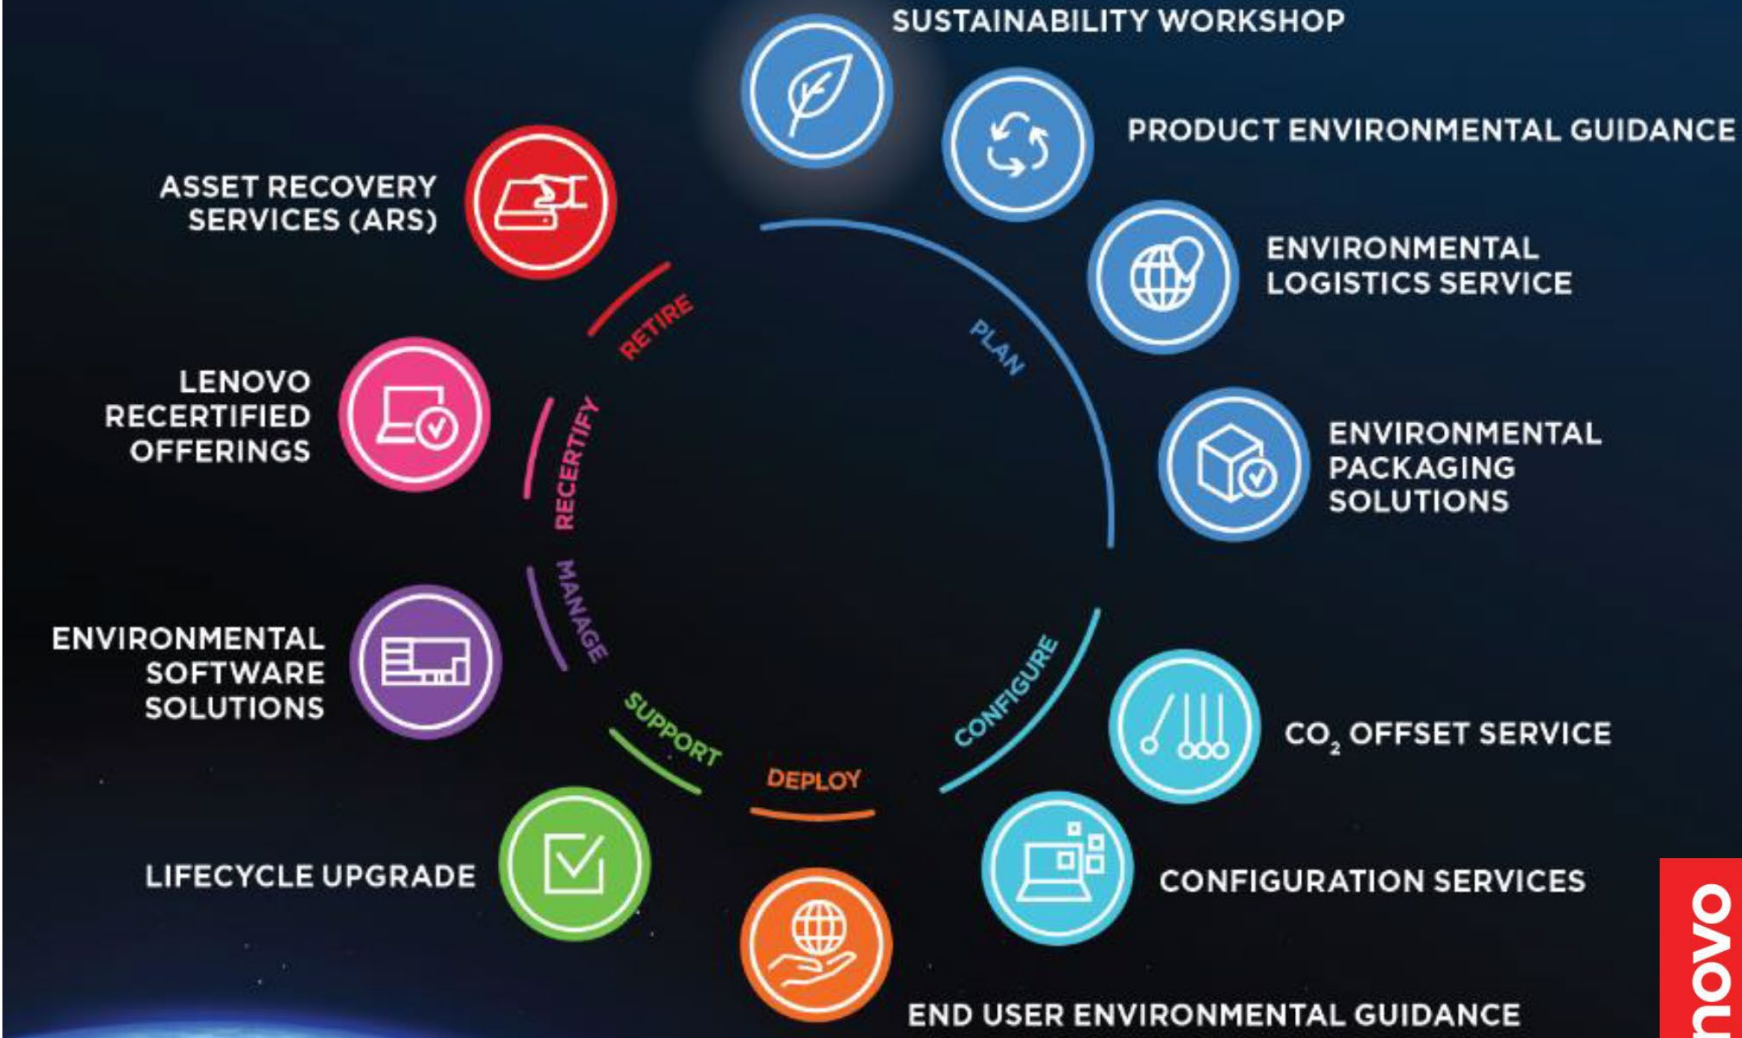 SUSTAINABILITY WORKSHOP
PRODUCT ENVIRONMENTAL GUIDANCE
ENVIRONMENTAL
LOGISTICS SERVICE
ENVIRONMENTAL
PACKAGING
SOLUTIONS
CO₂ OFFSET SERVICE
CONFIGURATION SERVICES
END USER ENVIRONMENTAL GUIDANCE
LIFECYCLE UPGRADE
ENVIRONMENTAL
SOFTWARE
SOLUTIONS
LENOVO
RECERTIFIED
OFFERINGS
ASSET RECOVERY
SERVICES (ARS)
PLAN
CONFIGURE
DEPLOY
SUPPORT
MANAGE
RECERTIFY
RETIRE
novo